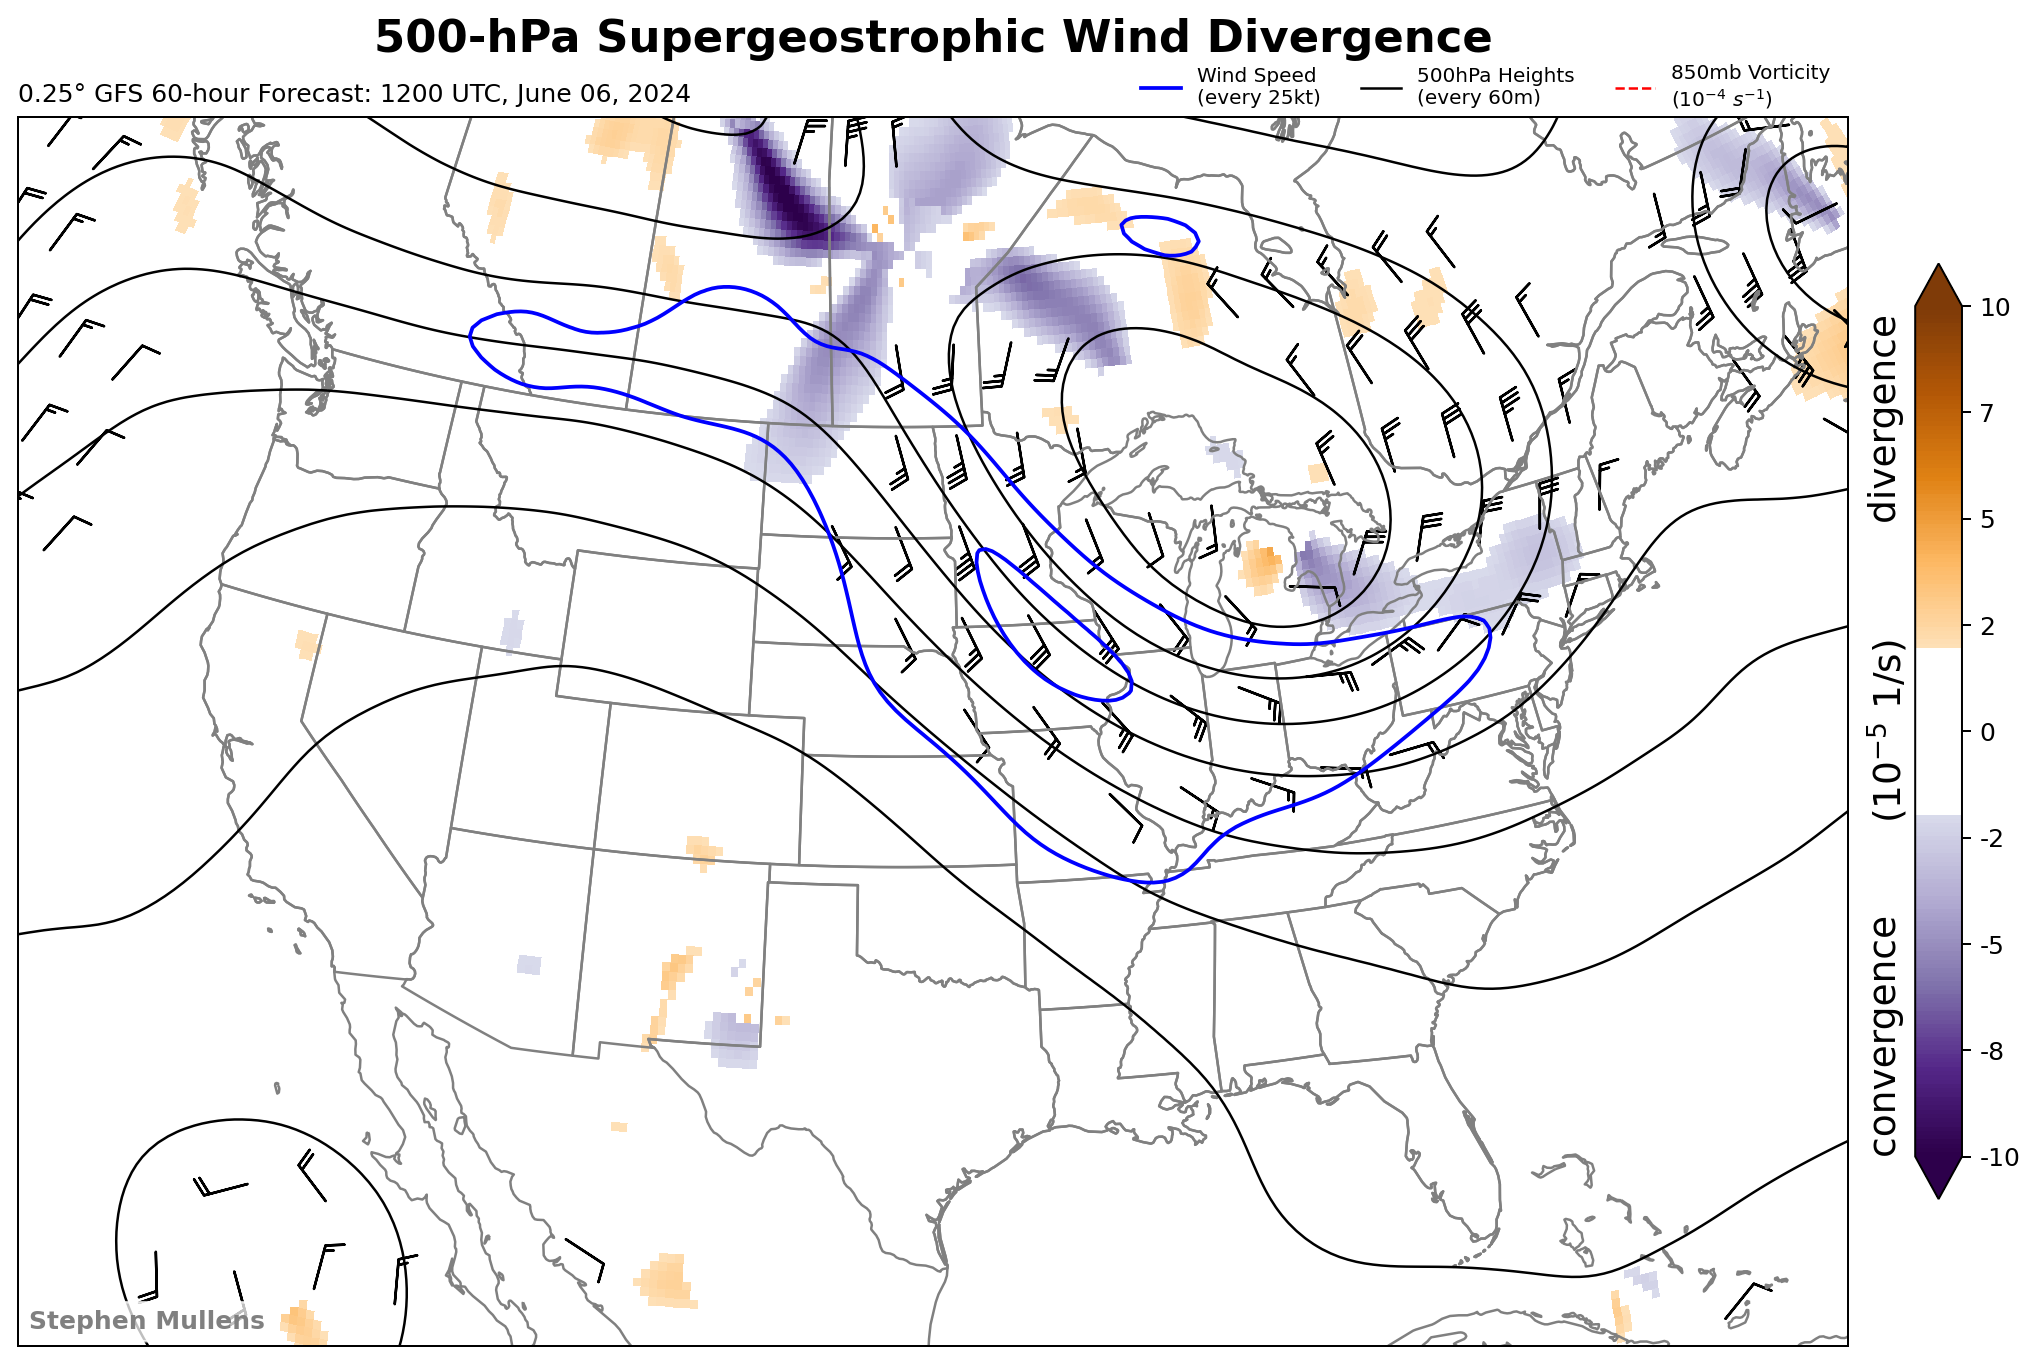 500-hPa Supergeostrophic Wind Divergence
0.25° GFS 60-hour Forecast: 1200 UTC, June 06, 2024
Wind Speed
(every 25kt)
500hPa Heights
(every 60m)
850mb Vorticity
(10⁻⁴ s⁻¹)
10
7
5
2
0
-2
-5
-8
-10
convergence (10⁻⁵ 1/s) divergence
Stephen Mullens